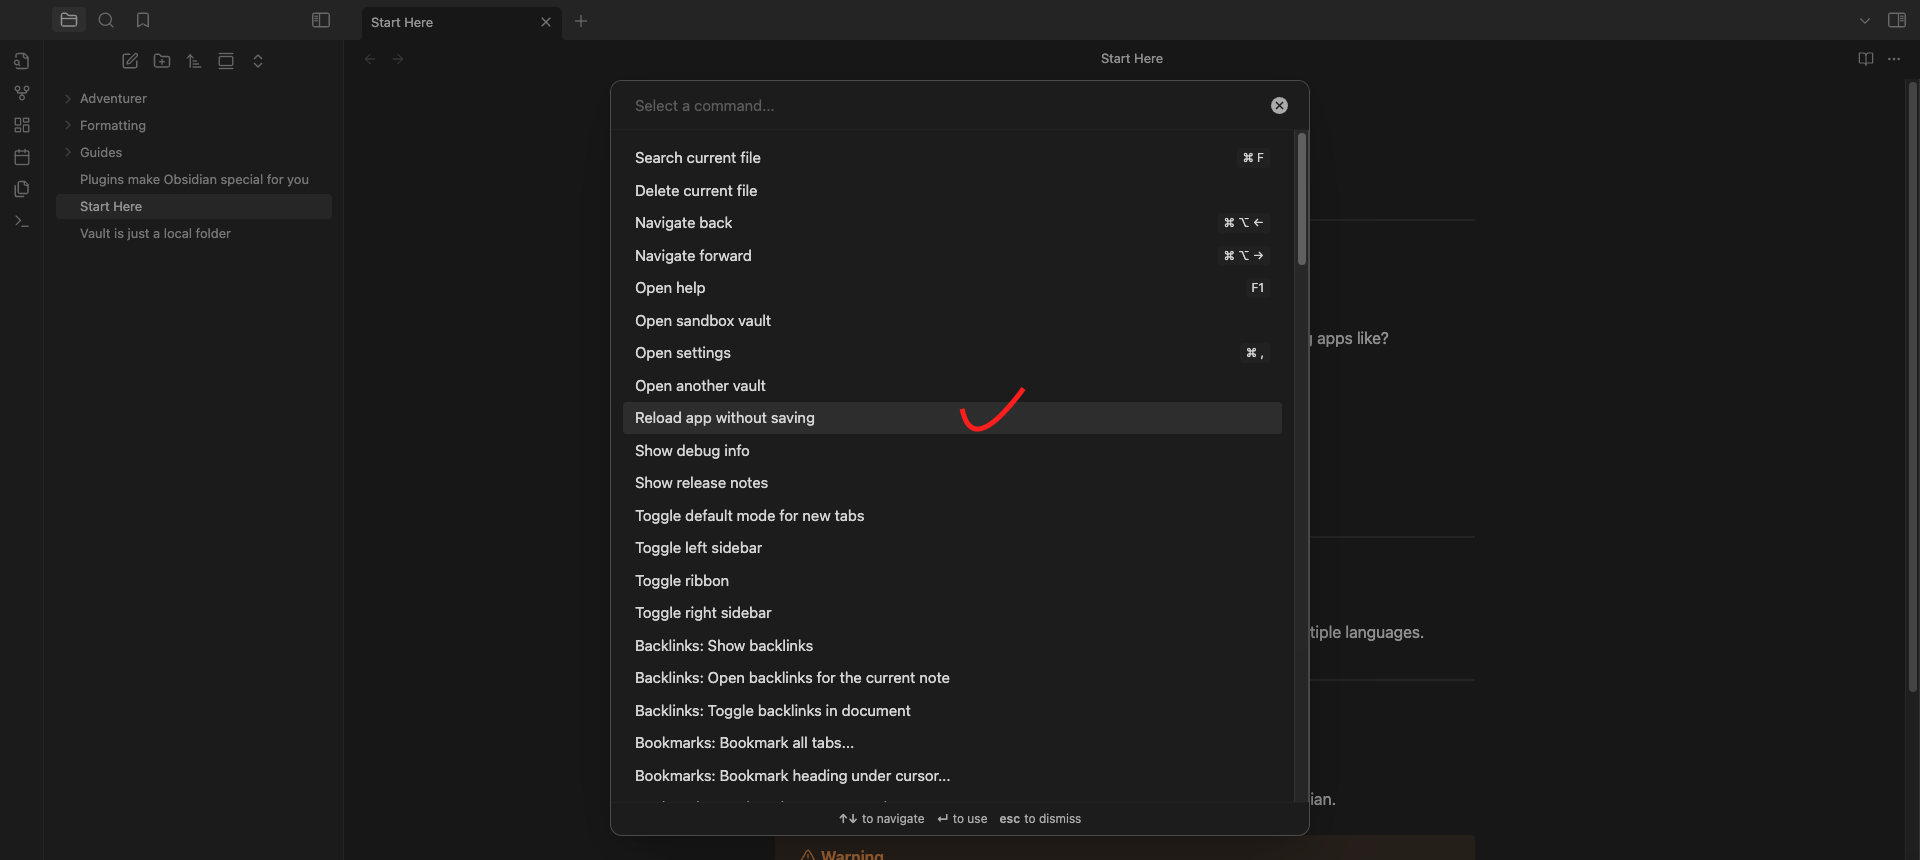 Start Here
Start Here
Adventurer
Formatting
Guides
Plugins make Obsidian special for you
Start Here
Vault is just a local folder
Select a command...
Search current file ⌘ F
Delete current file
Navigate back ⌘ ⌥ ←
Navigate forward ⌘ ⌥ →
Open help F1
Open sandbox vault
Open settings ⌘ ,
Open another vault
Reload app without saving
Show debug info
Show release notes
Toggle default mode for new tabs
Toggle left sidebar
Toggle ribbon
Toggle right sidebar
Backlinks: Show backlinks
Backlinks: Open backlinks for the current note
Backlinks: Toggle backlinks in document
Bookmarks: Bookmark all tabs...
Bookmarks: Bookmark heading under cursor...
↑↓ to navigate ↵ to use esc to dismiss
apps like?
tiple languages.
ian.
Warning